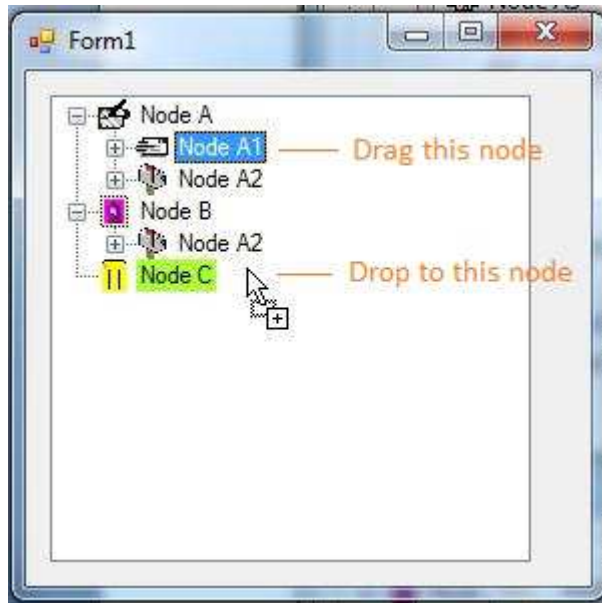 Form1
Node A
Node A1 Drag this node
Node A2
Node B
Node A2
Node C Drop to this node